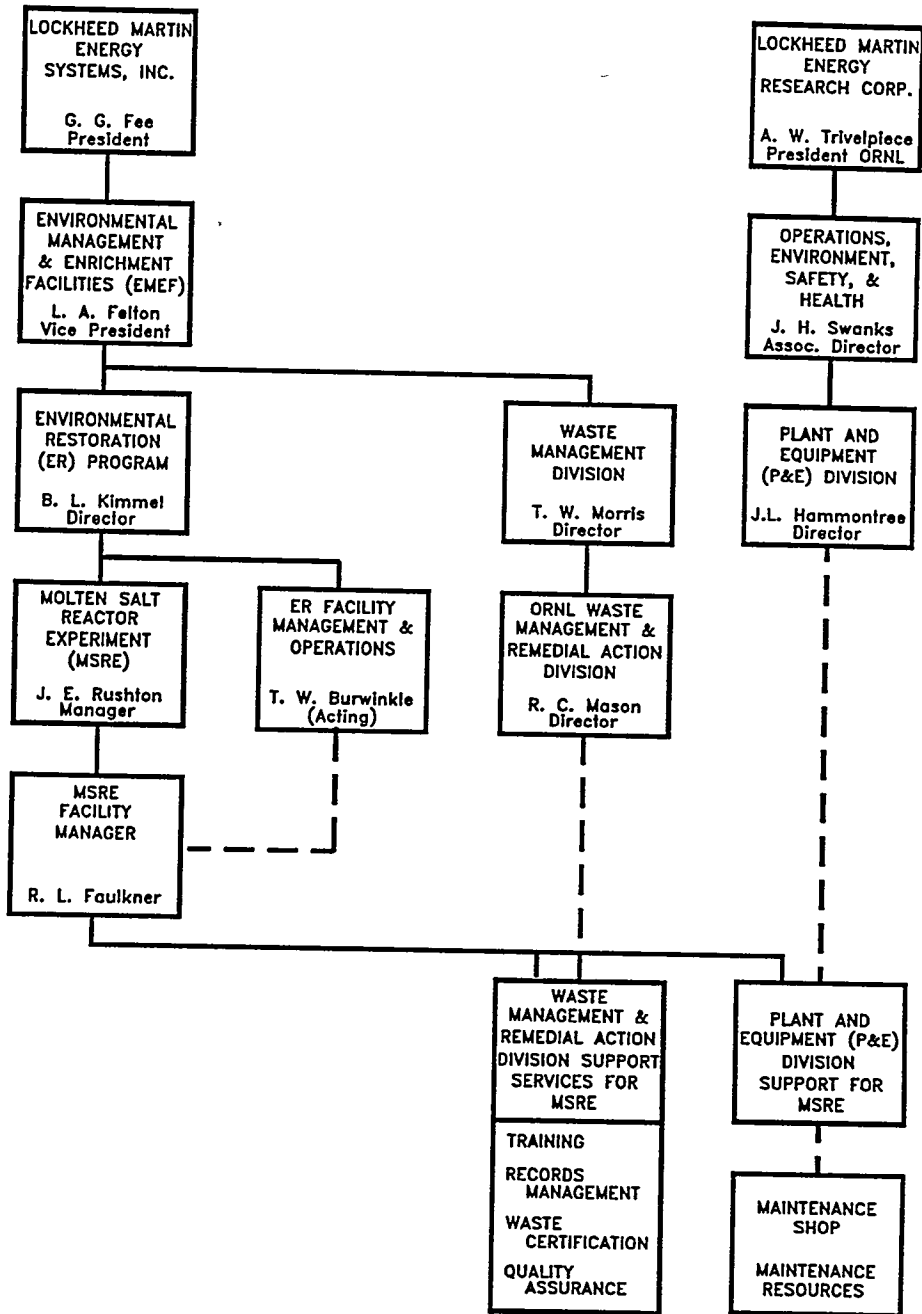 LOCKHEED MARTIN
ENERGY
SYSTEMS, INC.
G. G. Fee
President
LOCKHEED MARTIN
ENERGY
RESEARCH CORP.
A. W. Trivelpiece
President ORNL
ENVIRONMENTAL
MANAGEMENT
& ENRICHMENT
FACILITIES (EMEF)
L. A. Felton
Vice President
OPERATIONS,
ENVIRONMENT,
SAFETY, &
HEALTH
J. H. Swanks
Assoc. Director
ENVIRONMENTAL
RESTORATION
(ER) PROGRAM
B. L. Kimmel
Director
WASTE
MANAGEMENT
DIVISION
T. W. Morris
Director
PLANT AND
EQUIPMENT
(P&E) DIVISION
J.L. Hammontree
Director
MOLTEN SALT
REACTOR
EXPERIMENT
(MSRE)
J. E. Rushton
Manager
ER FACILITY
MANAGEMENT &
OPERATIONS
T. W. Burwinkle
(Acting)
ORNL WASTE
MANAGEMENT &
REMEDIAL ACTION
DIVISION
R. C. Mason
Director
MSRE
FACILITY
MANAGER
R. L. Faulkner
WASTE
MANAGEMENT &
REMEDIAL ACTION
DIVISION SUPPORT
SERVICES FOR
MSRE
TRAINING
RECORDS
MANAGEMENT
WASTE
CERTIFICATION
QUALITY
ASSURANCE
PLANT AND
EQUIPMENT (P&E)
DIVISION
SUPPORT FOR
MSRE
MAINTENANCE
SHOP
MAINTENANCE
RESOURCES